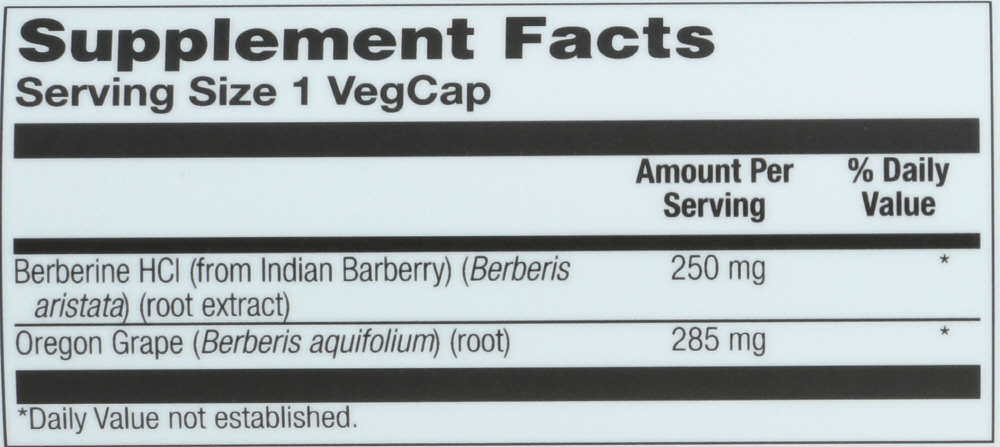 Supplement Facts
Serving Size 1 VegCap
Amount Per Serving
% Daily Value
Berberine HCl (from Indian Barberry) (Berberis
aristata) (root extract)
250 mg
*
Oregon Grape (Berberis aquifolium) (root)
285 mg
*
*Daily Value not established.